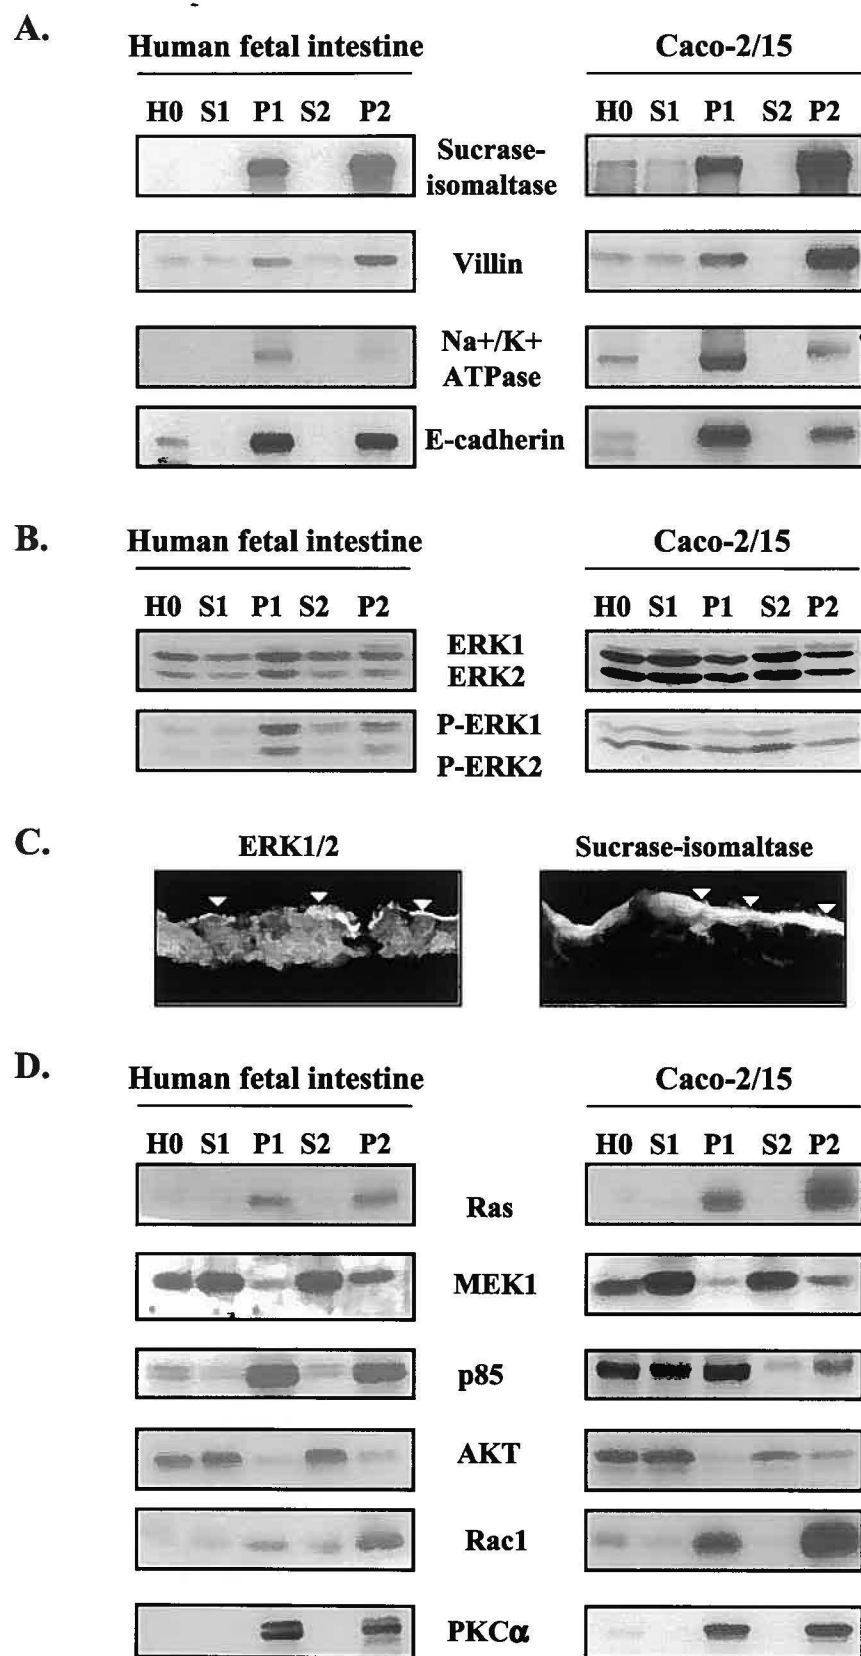 A.
Human fetal intestine Caco-2/15
H0 S1 P1 S2 P2 H0 S1 P1 S2 P2
Sucrase-
isomaltase
Villin
Na+/K+
ATPase
E-cadherin
B.
Human fetal intestine Caco-2/15
H0 S1 P1 S2 P2 H0 S1 P1 S2 P2
ERK1
ERK2
P-ERK1
P-ERK2
C.
ERK1/2 Sucrase-isomaltase
D.
Human fetal intestine Caco-2/15
H0 S1 P1 S2 P2 H0 S1 P1 S2 P2
Ras
MEK1
p85
AKT
Rac1
PKCα